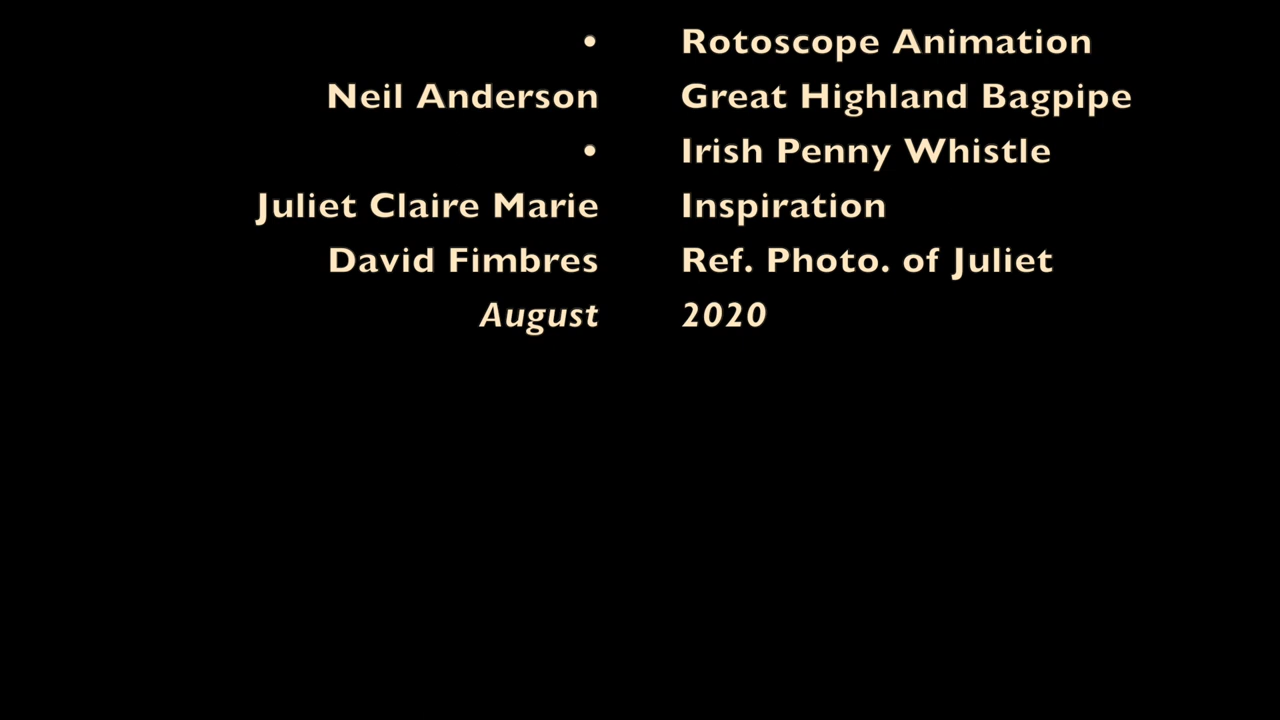 • Rotoscope Animation
Neil Anderson Great Highland Bagpipe
• Irish Penny Whistle
Juliet Claire Marie Inspiration
David Fimbres Ref. Photo. of Juliet
August 2020